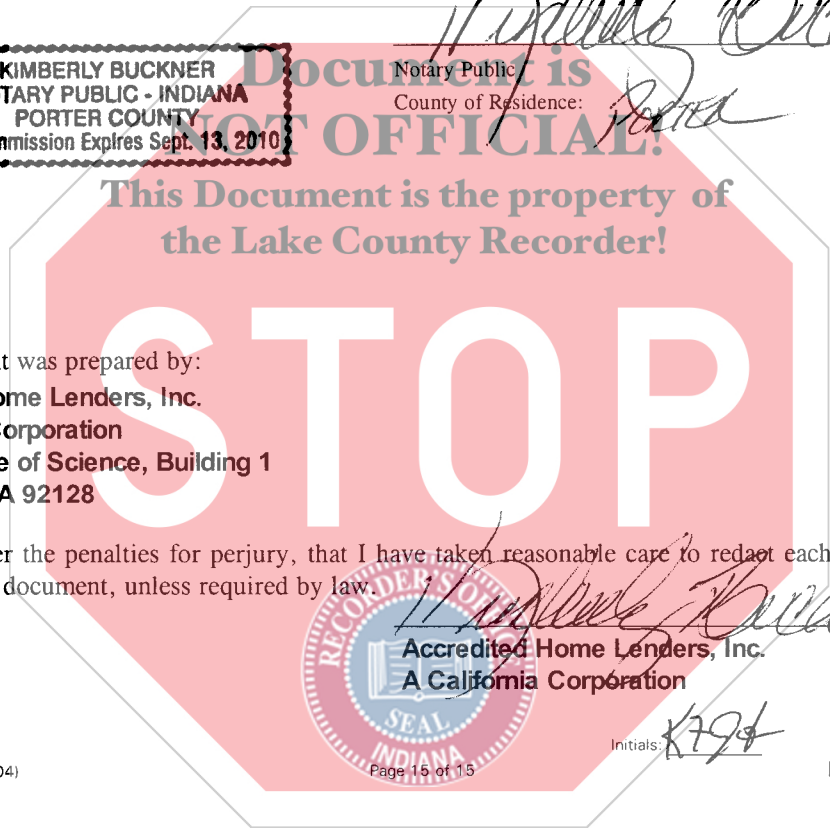 KIMBERLY BUCKNER
TARY PUBLIC - INDIANA
PORTER COUNTY
mmission Expires Sept. 13, 2010
Notary Public
County of Residence: PORTER
Document is
NOT OFFICIAL!
This Document is the property of
the Lake County Recorder!
STOP
t was prepared by:
ome Lenders, Inc.
Corporation
e of Science, Building 1
A 92128
er the penalties for perjury, that I have taken reasonable care to redact each
document, unless required by law.
RECORDER'S OFFICE
SEAL
INDIANA
Accredited Home Lenders, Inc.
A California Corporation
Initials:
04)
Page 15 of 15